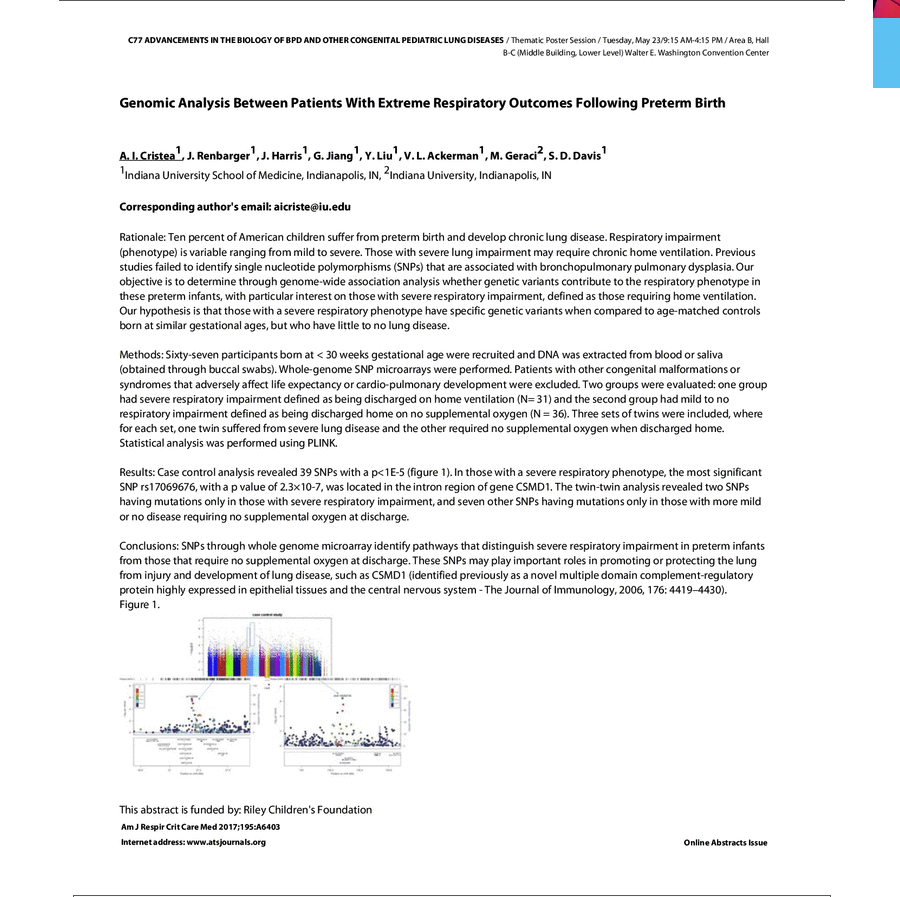 C77 ADVANCEMENTS IN THE BIOLOGY OF BPD AND OTHER CONGENITAL PEDIATRIC LUNG DISEASES / Thematic Poster Session / Tuesday, May 23/9:15 AM-4:15 PM / Area B, Hall
B-C (Middle Building, Lower Level) Walter E. Washington Convention Center
Genomic Analysis Between Patients With Extreme Respiratory Outcomes Following Preterm Birth
A. I. Cristea1, J. Renbarger1, J. Harris1, G. Jiang1, Y. Liu1, V. L. Ackerman1, M. Geraci2, S. D. Davis1
1Indiana University School of Medicine, Indianapolis, IN, 2Indiana University, Indianapolis, IN
Corresponding author's email: aicriste@iu.edu
Rationale: Ten percent of American children suffer from preterm birth and develop chronic lung disease. Respiratory impairment
(phenotype) is variable ranging from mild to severe. Those with severe lung impairment may require chronic home ventilation. Previous
studies failed to identify single nucleotide polymorphisms (SNPs) that are associated with bronchopulmonary pulmonary dysplasia. Our
objective is to determine through genome-wide association analysis whether genetic variants contribute to the respiratory phenotype in
these preterm infants, with particular interest on those with severe respiratory impairment, defined as those requiring home ventilation.
Our hypothesis is that those with a severe respiratory phenotype have specific genetic variants when compared to age-matched controls
born at similar gestational ages, but who have little to no lung disease.
Methods: Sixty-seven participants born at < 30 weeks gestational age were recruited and DNA was extracted from blood or saliva
(obtained through buccal swabs). Whole-genome SNP microarrays were performed. Patients with other congenital malformations or
syndromes that adversely affect life expectancy or cardio-pulmonary development were excluded. Two groups were evaluated: one group
had severe respiratory impairment defined as being discharged on home ventilation (N= 31) and the second group had mild to no
respiratory impairment defined as being discharged home on no supplemental oxygen (N = 36). Three sets of twins were included, where
for each set, one twin suffered from severe lung disease and the other required no supplemental oxygen when discharged home.
Statistical analysis was performed using PLINK.
Results: Case control analysis revealed 39 SNPs with a p<1E-5 (figure 1). In those with a severe respiratory phenotype, the most significant
SNP rs17069676, with a p value of 2.3×10-7, was located in the intron region of gene CSMD1. The twin-twin analysis revealed two SNPs
having mutations only in those with severe respiratory impairment, and seven other SNPs having mutations only in those with more mild
or no disease requiring no supplemental oxygen at discharge.
Conclusions: SNPs through whole genome microarray identify pathways that distinguish severe respiratory impairment in preterm infants
from those that require no supplemental oxygen at discharge. These SNPs may play important roles in promoting or protecting the lung
from injury and development of lung disease, such as CSMD1 (identified previously as a novel multiple domain complement-regulatory
protein highly expressed in epithelial tissues and the central nervous system - The Journal of Immunology, 2006, 176: 4419–4430).
Figure 1.
Case control study
This abstract is funded by: Riley Children's Foundation
Am J Respir Crit Care Med 2017;195:A6403
Internet address: www.atsjournals.org
Online Abstracts Issue